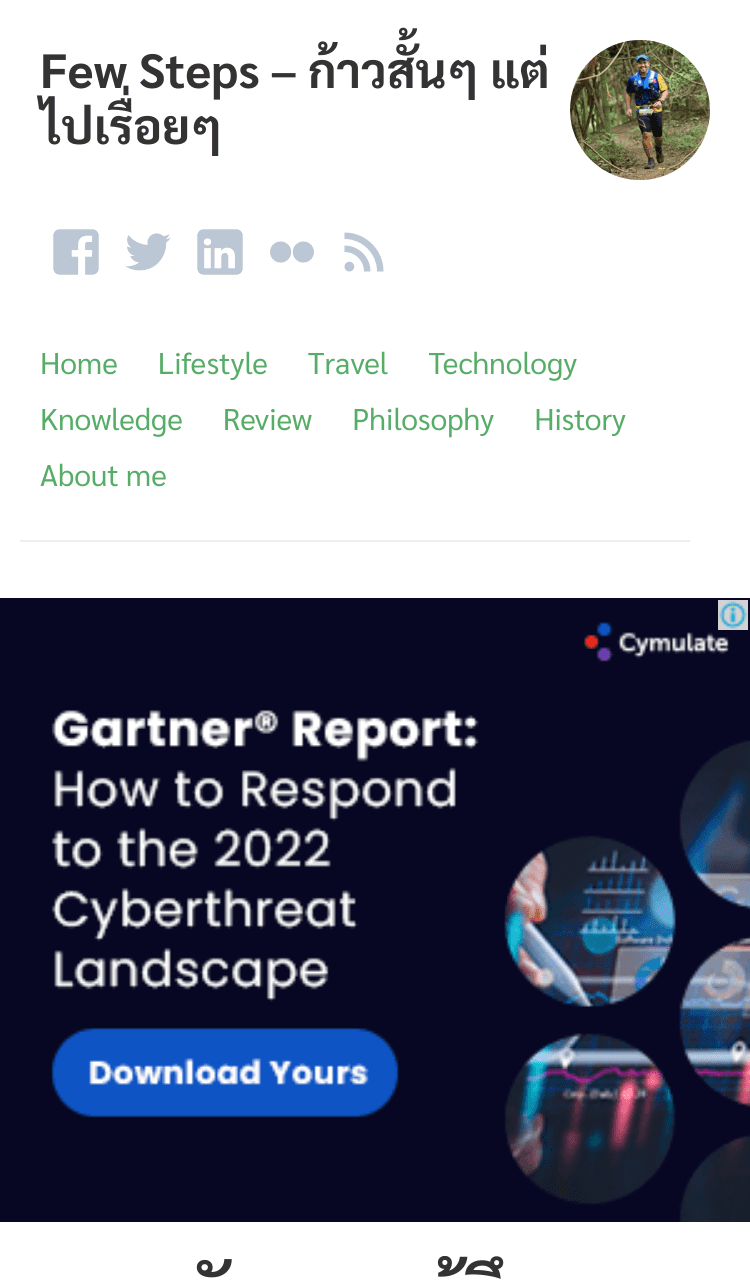 Few Steps – ก้าวสั้นๆ แต่
ไปเรื่อยๆ
Home Lifestyle Travel Technology
Knowledge Review Philosophy History
About me
Cymulate
Gartner® Report:
How to Respond
to the 2022
Cyberthreat
Landscape
Download Yours